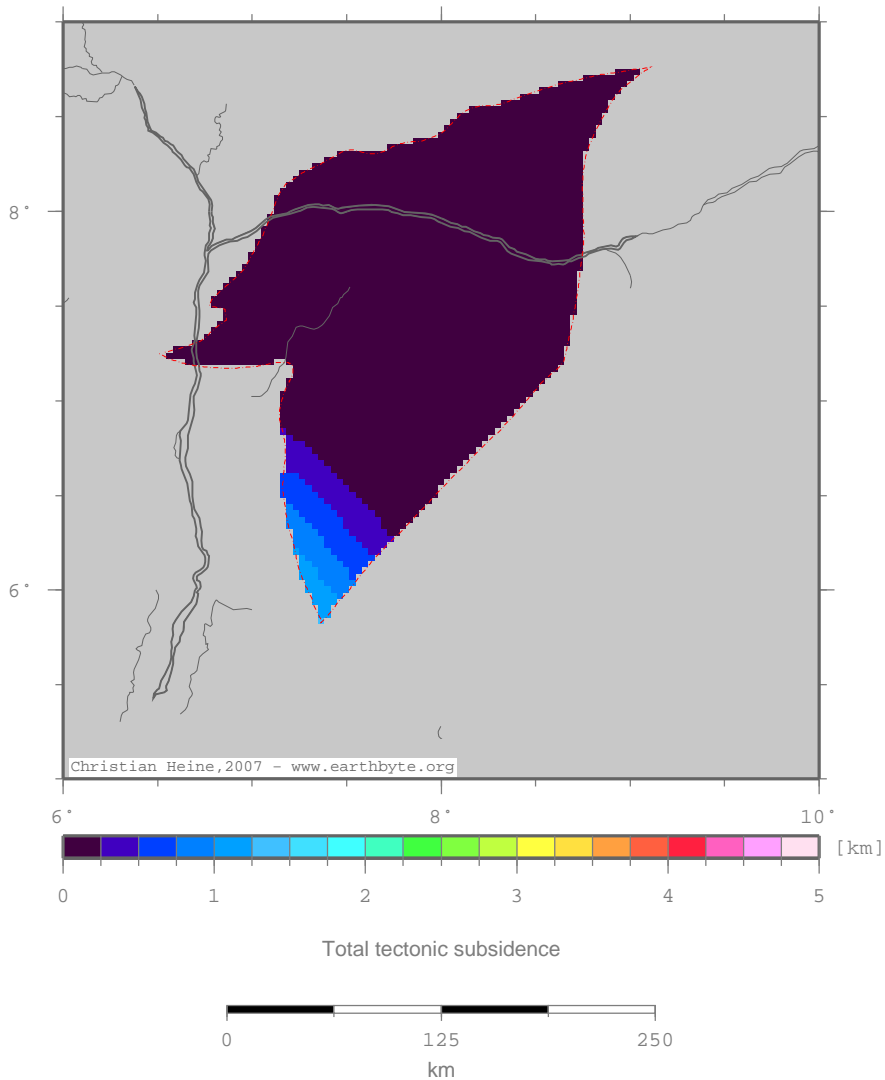 8°
6°
Christian Heine,2007 - www.earthbyte.org
6° 8° 10°
[km]
0 1 2 3 4 5
Total tectonic subsidence
0 125 250
km